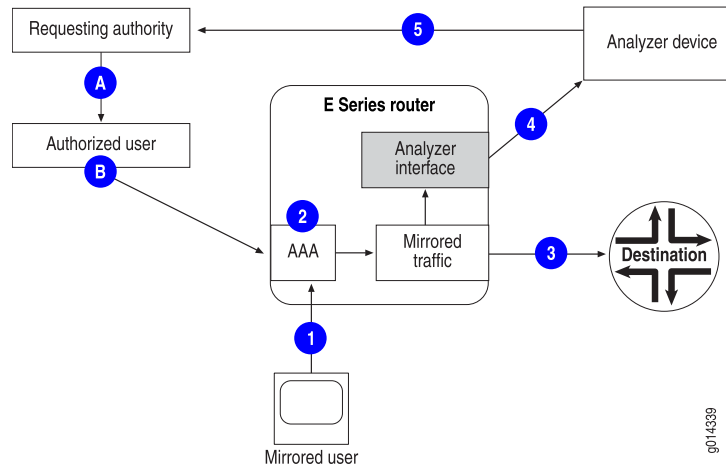 Requesting authority
5
Analyzer device
A
E Series router
Authorized user
4
Analyzer
interface
B
2
AAA
Mirrored
traffic
3
Destination
1
Mirrored user
g014339